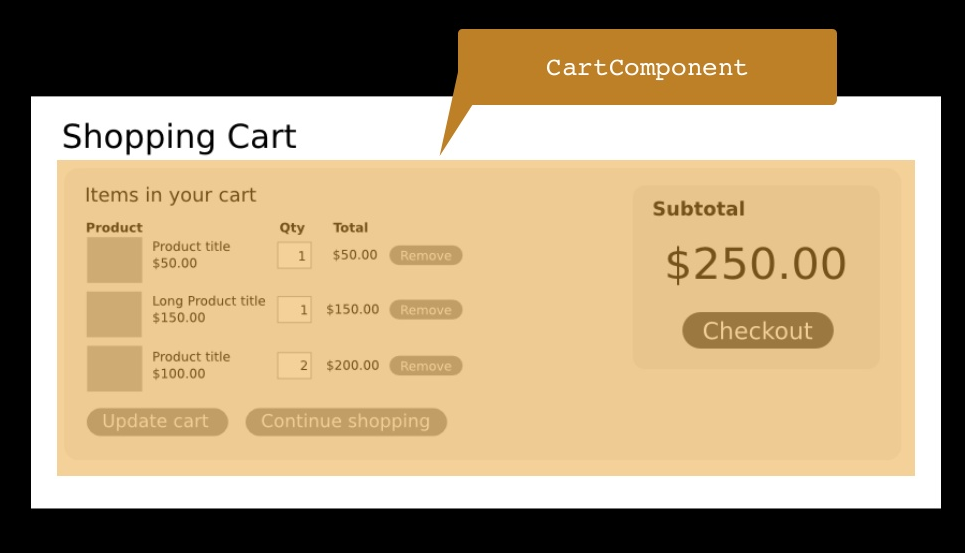 CartComponent
Shopping Cart
Items in your cart
Product Qty Total
Product title
$50.00
1 $50.00 Remove
Long Product title
$150.00
1 $150.00 Remove
Product title
$100.00
2 $200.00 Remove
Update cart Continue shopping
Subtotal
$250.00
Checkout